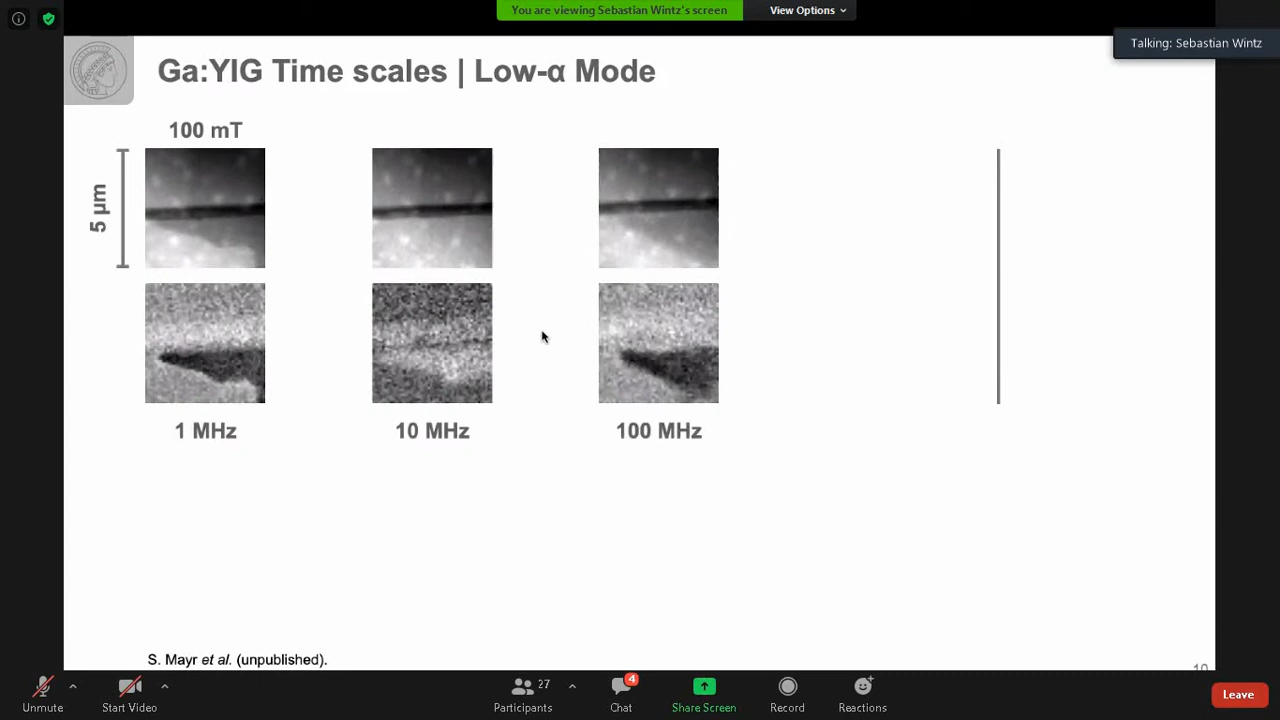 You are viewing Sebastian Wintz's screen
View Options
Talking: Sebastian Wintz
Ga:YIG Time scales | Low-α Mode
100 mT
5 µm
1 MHz
10 MHz
100 MHz
S. Mayr et al. (unpublished).
10
Unmute
Start Video
27
Participants
4
Chat
Share Screen
Record
Reactions
Leave